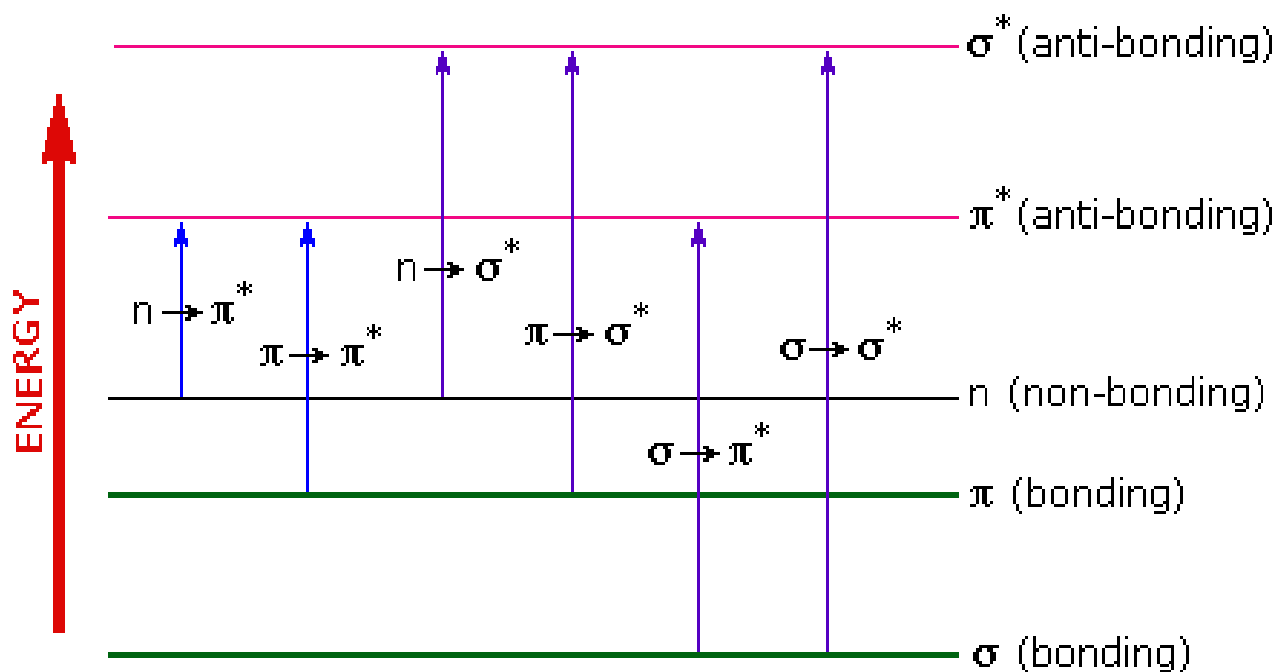 σ* (anti-bonding)
π* (anti-bonding)
n → σ*
n → π*
π → σ*
π → π*
σ → σ*
n (non-bonding)
ENERGY
σ → π*
π (bonding)
σ (bonding)